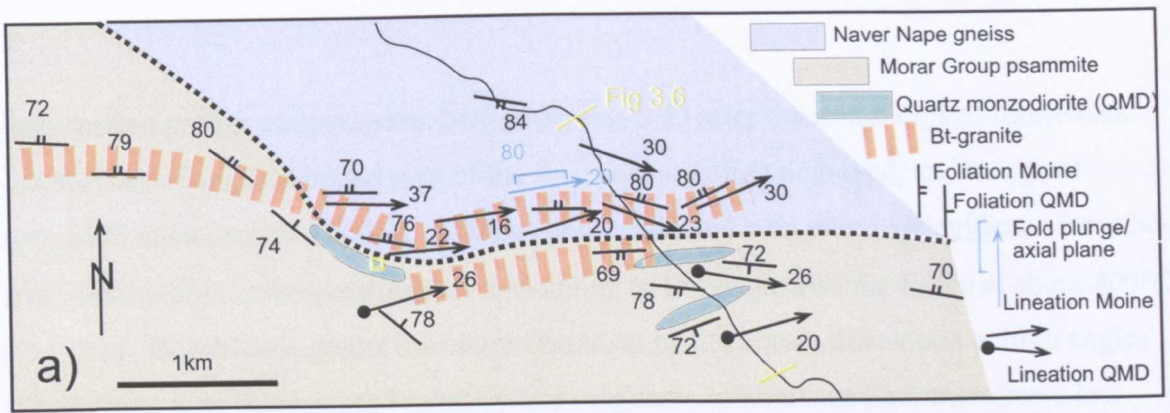 Naver Nape gneiss
Morar Group psammite
Quartz monzodiorite (QMD)
Bt-granite
Foliation Moine
Foliation QMD
Fold plunge/
axial plane
Lineation Moine
Lineation QMD
Fig 3.6
72
79
80
84
80
20
30
70
37
80
80
30
76
22
16
20
23
74
26
69
72
26
70
78
78
72
20
N
a)
1km